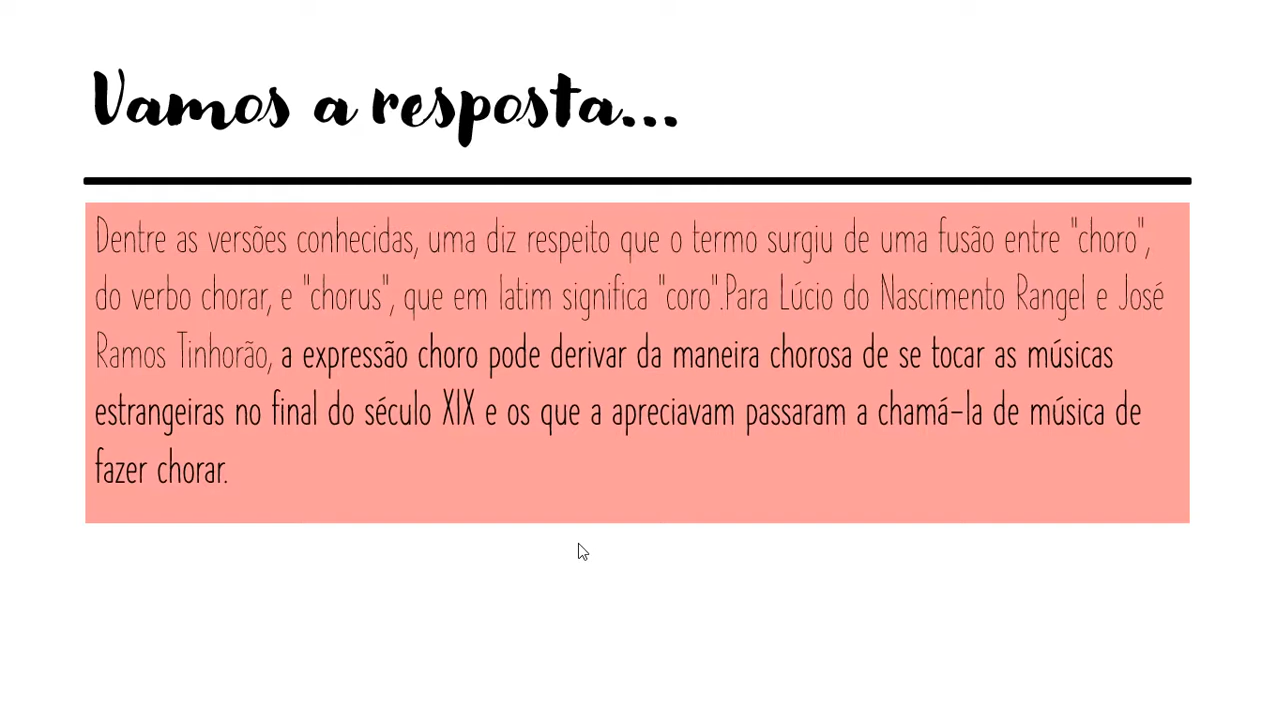 Vamos a resposta...
Dentre as versões conhecidas, uma diz respeito que o termo surgiu de uma fusão entre "choro",
do verbo chorar, e "chorus", que em latim significa "coro".Para Lúcio do Nascimento Rangel e José
Ramos Tinhorão, a expressão choro pode derivar da maneira chorosa de se tocar as músicas
estrangeiras no final do século XIX e os que a apreciavam passaram a chamá-la de música de
fazer chorar.